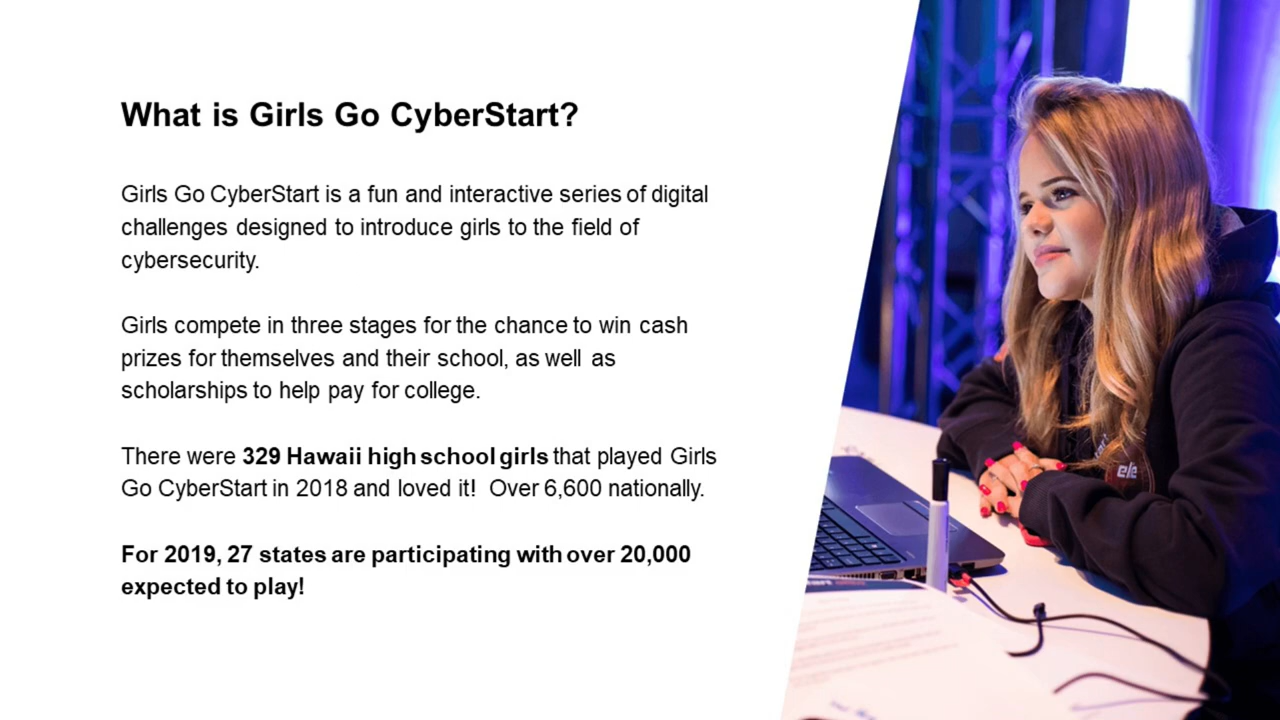 What is Girls Go CyberStart?
Girls Go CyberStart is a fun and interactive series of digital
challenges designed to introduce girls to the field of
cybersecurity.
Girls compete in three stages for the chance to win cash
prizes for themselves and their school, as well as
scholarships to help pay for college.
There were 329 Hawaii high school girls that played Girls
Go CyberStart in 2018 and loved it! Over 6,600 nationally.
For 2019, 27 states are participating with over 20,000
expected to play!